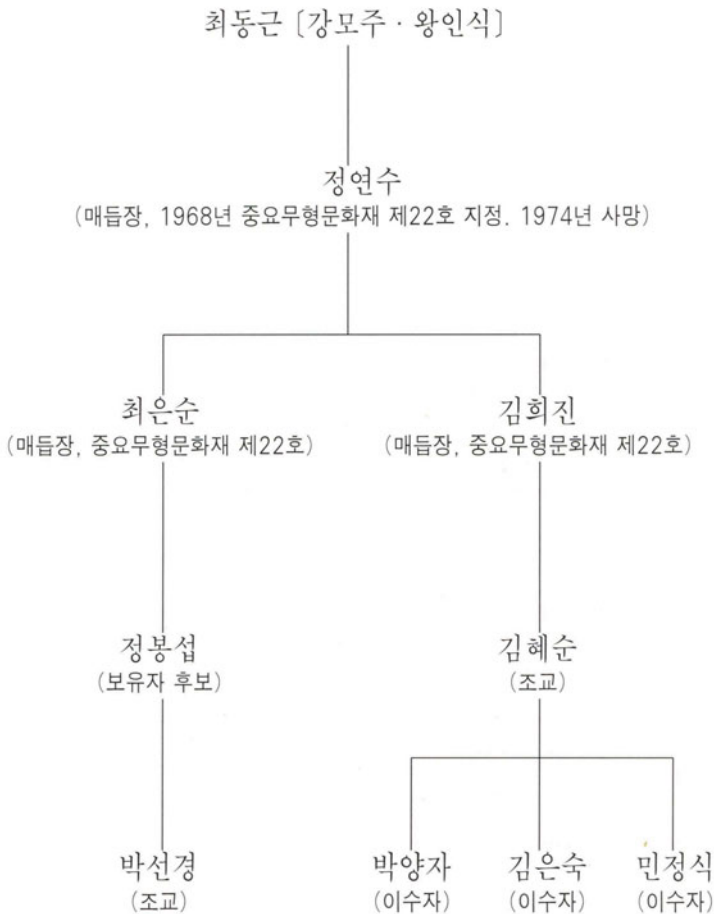 최동근 [강모주 · 왕인식]
정연수
(매듭장, 1968년 중요무형문화재 제22호 지정. 1974년 사망)
최은순
(매듭장, 중요무형문화재 제22호)
김희진
(매듭장, 중요무형문화재 제22호)
정봉섭
(보유자 후보)
김혜순
(조교)
박선경
(조교)
박양자
(이수자)
김은숙
(이수자)
민정식
(이수자)